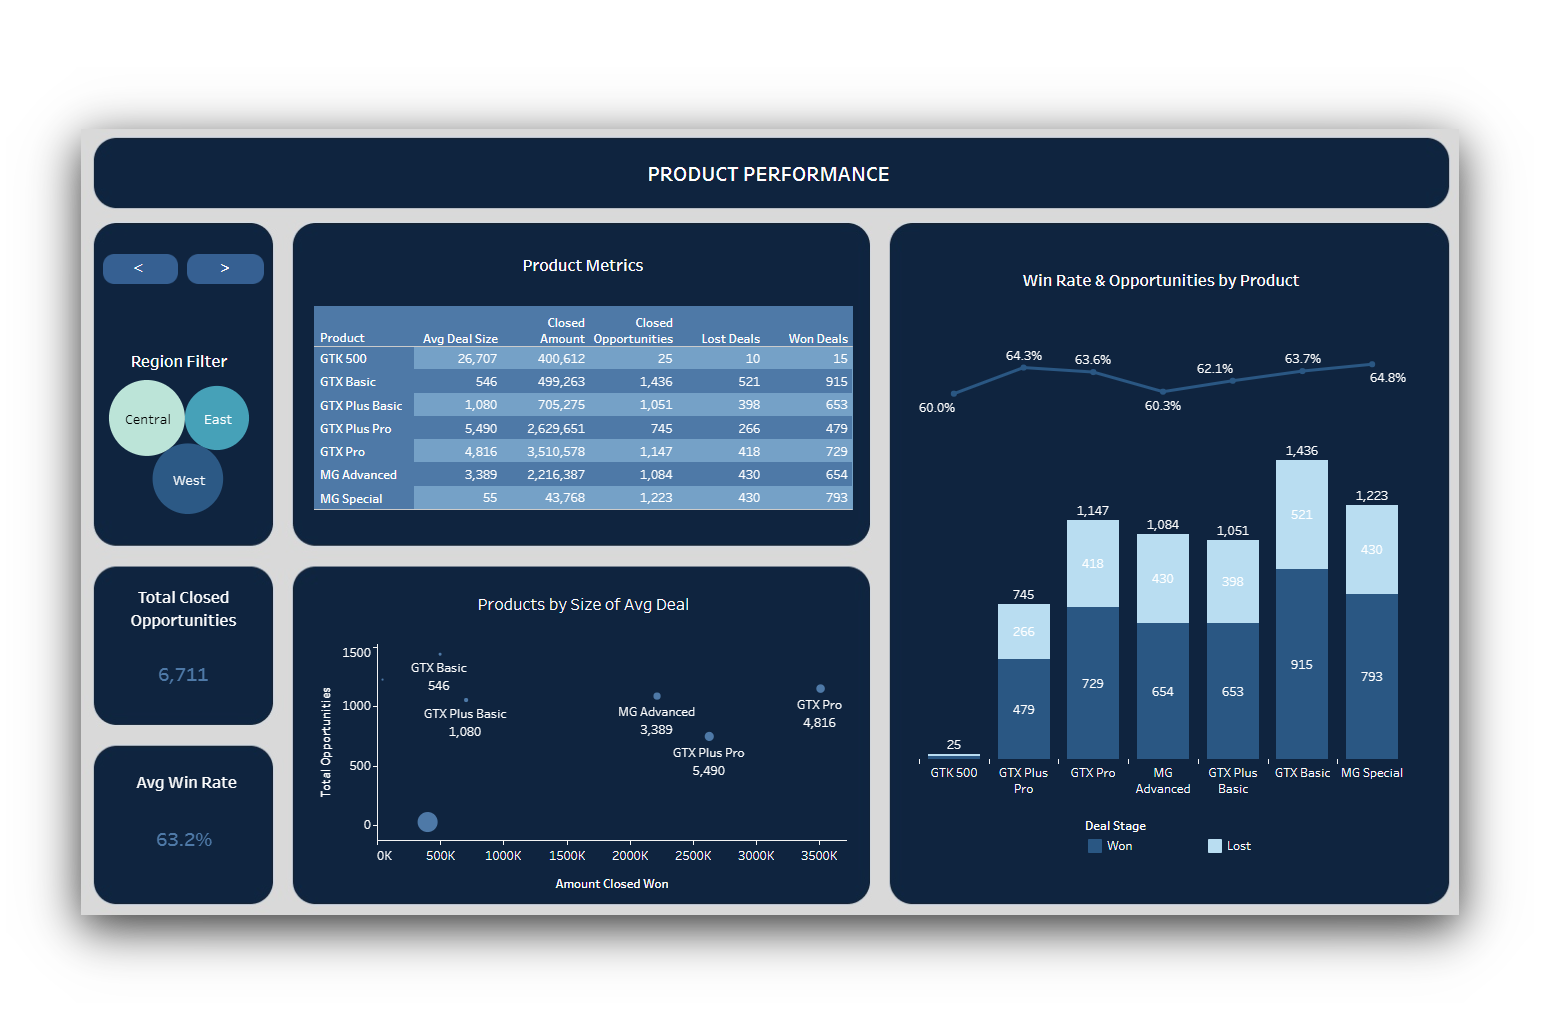 PRODUCT PERFORMANCE
< >
Region Filter
Central
East
West
Total Closed
Opportunities
6,711
Avg Win Rate
63.2%
Product Metrics
Product Avg Deal Size Closed Amount Closed Opportunities Lost Deals Won Deals
GTK 500 26,707 400,612 25 10 15
GTX Basic 546 499,263 1,436 521 915
GTX Plus Basic 1,080 705,275 1,051 398 653
GTX Plus Pro 5,490 2,629,651 745 266 479
GTX Pro 4,816 3,510,578 1,147 418 729
MG Advanced 3,389 2,216,387 1,084 430 654
MG Special 55 43,768 1,223 430 793
Products by Size of Avg Deal
Total Opportunities
1500
1000
500
0
GTX Basic
546
GTX Plus Basic
1,080
MG Advanced
3,389
GTX Plus Pro
5,490
GTX Pro
4,816
0K 500K 1000K 1500K 2000K 2500K 3000K 3500K
Amount Closed Won
Win Rate & Opportunities by Product
60.0% 64.3% 63.6% 60.3% 62.1% 63.7% 64.8%
25 745 1,147 1,084 1,051 1,436 1,223
266 418 430 398 521 430
479 729 654 653 915 793
GTK 500
GTX Plus
Pro
GTX Pro
MG
Advanced
GTX Plus
Basic
GTX Basic
MG Special
Deal Stage
Won Lost